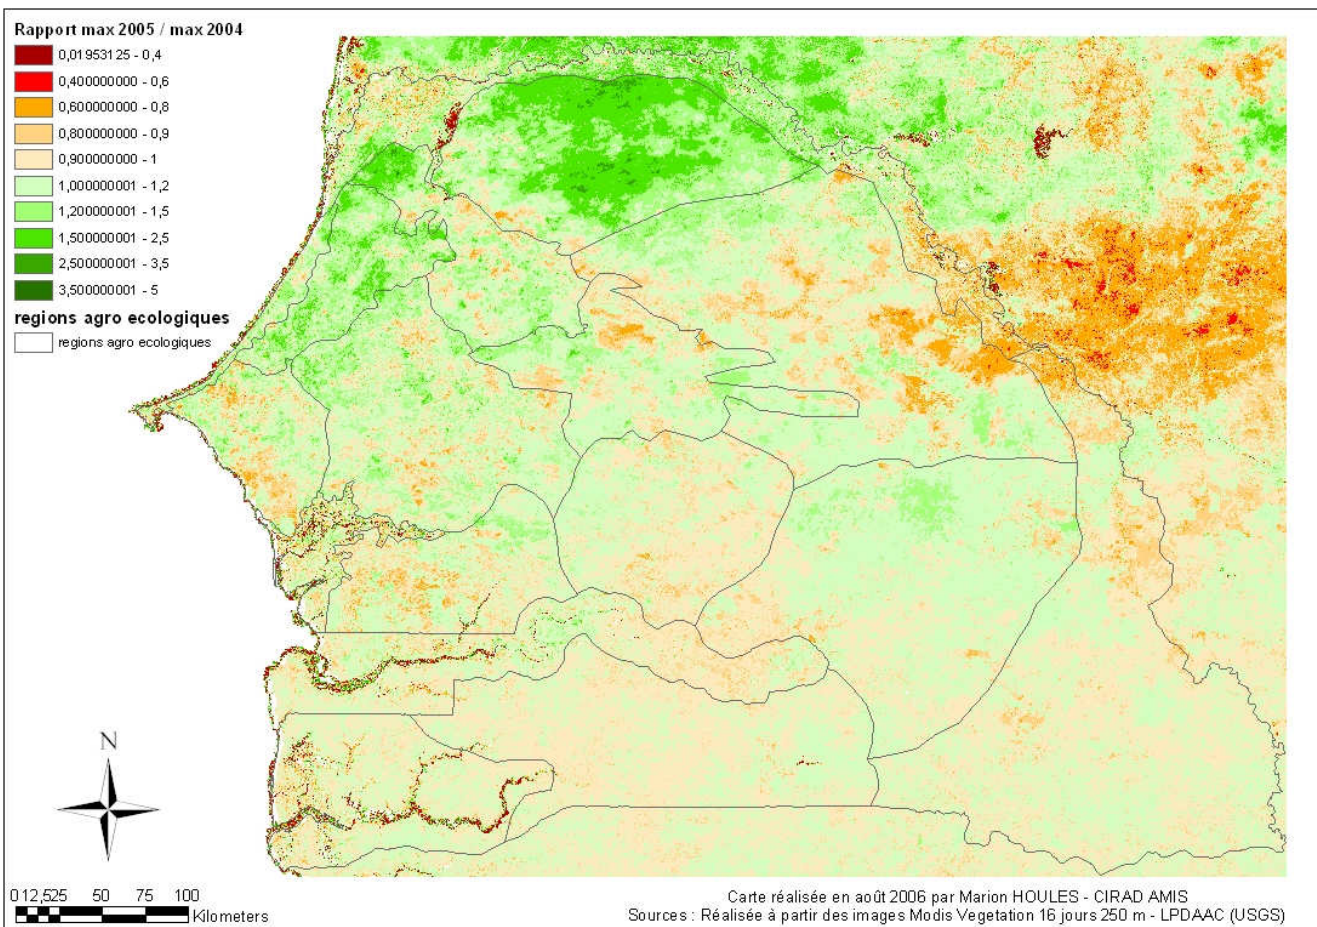 Rapport max 2005 / max 2004
0,01953125 - 0,4
0,400000000 - 0,6
0,600000000 - 0,8
0,800000000 - 0,9
0,900000000 - 1
1,000000001 - 1,2
1,200000001 - 1,5
1,500000001 - 2,5
2,500000001 - 3,5
3,500000001 - 5
regions agro ecologiques
regions agro ecologiques
N
0 12,525 50 75 100
Kilometers
Carte réalisée en août 2006 par Marion HOULES - CIRAD AMIS
Sources : Réalisée à partir des images Modis Vegetation 16 jours 250 m - LPDAAC (USGS)